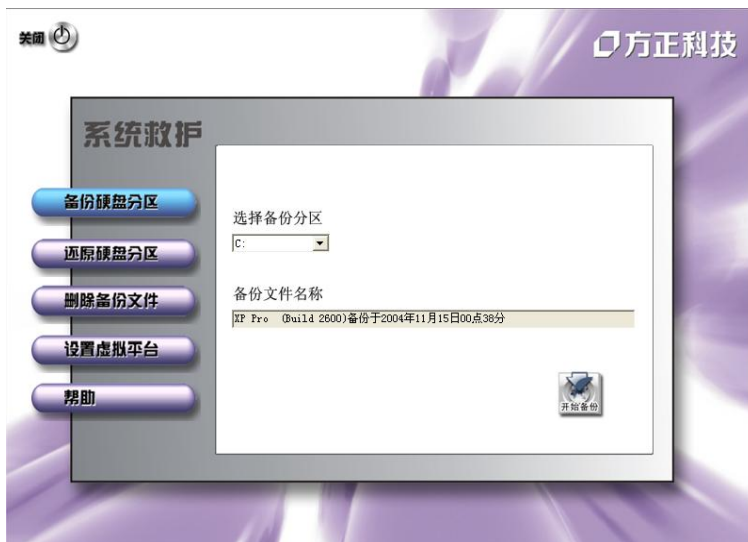 关闭
方正科技
系统救护
备份硬盘分区
还原硬盘分区
删除备份文件
设置虚拟平台
帮助
选择备份分区
C:
备份文件名称
XP Pro (Build 2600)备份于2004年11月15日00点38分
开始备份